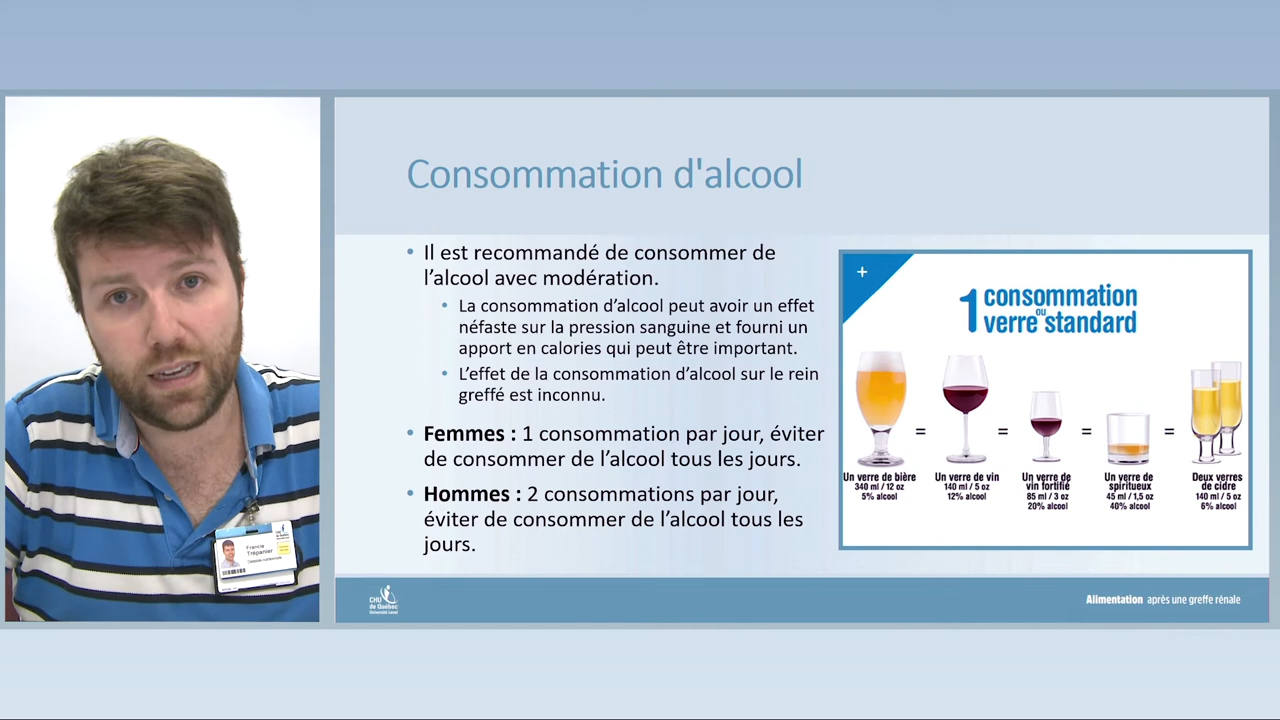 Consommation d'alcool
• Il est recommandé de consommer de
l'alcool avec modération.
• La consommation d'alcool peut avoir un effet
néfaste sur la pression sanguine et fourni un
apport en calories qui peut être important.
• L'effet de la consommation d'alcool sur le rein
greffé est inconnu.
• Femmes : 1 consommation par jour, éviter
de consommer de l'alcool tous les jours.
• Hommes : 2 consommations par jour,
éviter de consommer de l'alcool tous les
jours.
+
1 consommation
ou
verre standard
= = = =
Un verre de bière
340 ml / 12 oz
5% alcool
Un verre de vin
140 ml / 5 oz
12% alcool
Un verre de
vin fortifié
85 ml / 3 oz
20% alcool
Un verre de
spiritueux
45 ml / 1,5 oz
40% alcool
Deux verres
de cidre
140 ml / 5 oz
6% alcool
Francis
Trépanier
CHU
de Québec
Université Laval
Alimentation après une greffe rénale